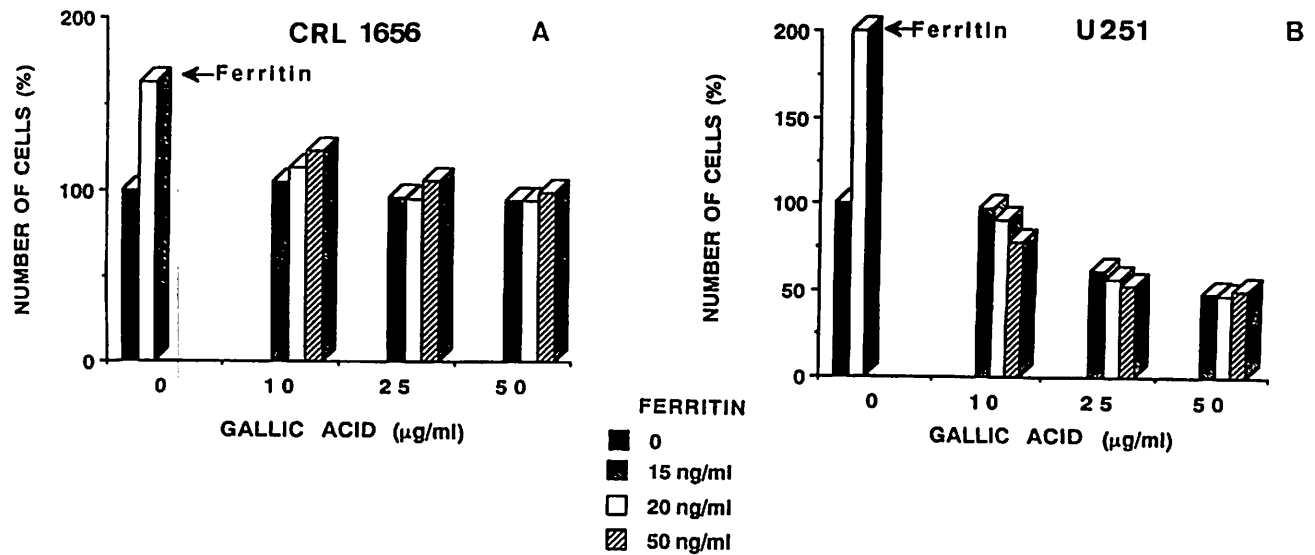 CRL 1656
A
Ferritin
NUMBER OF CELLS (%)
200
100
0
0 10 25 50
GALLIC ACID (µg/ml)
U251
B
Ferritin
NUMBER OF CELLS (%)
200
150
100
50
0
0 10 25 50
GALLIC ACID (µg/ml)
FERRITIN
0
15 ng/ml
20 ng/ml
50 ng/ml